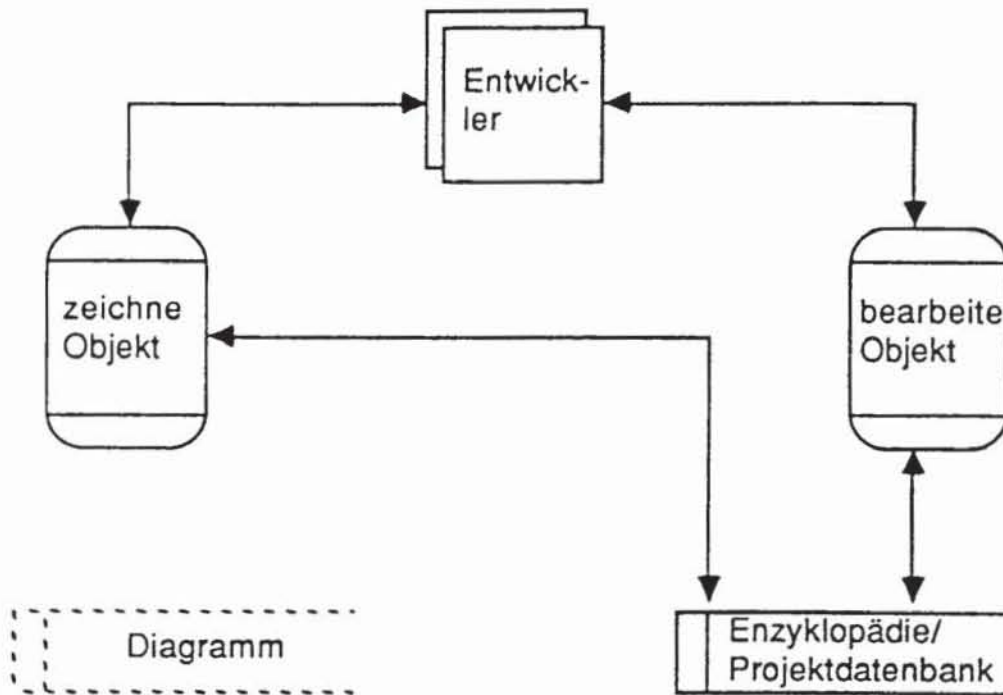 Entwick-
ler
zeichne
Objekt
bearbeite
Objekt
Diagramm
Enzyklopädie/
Projektdatenbank